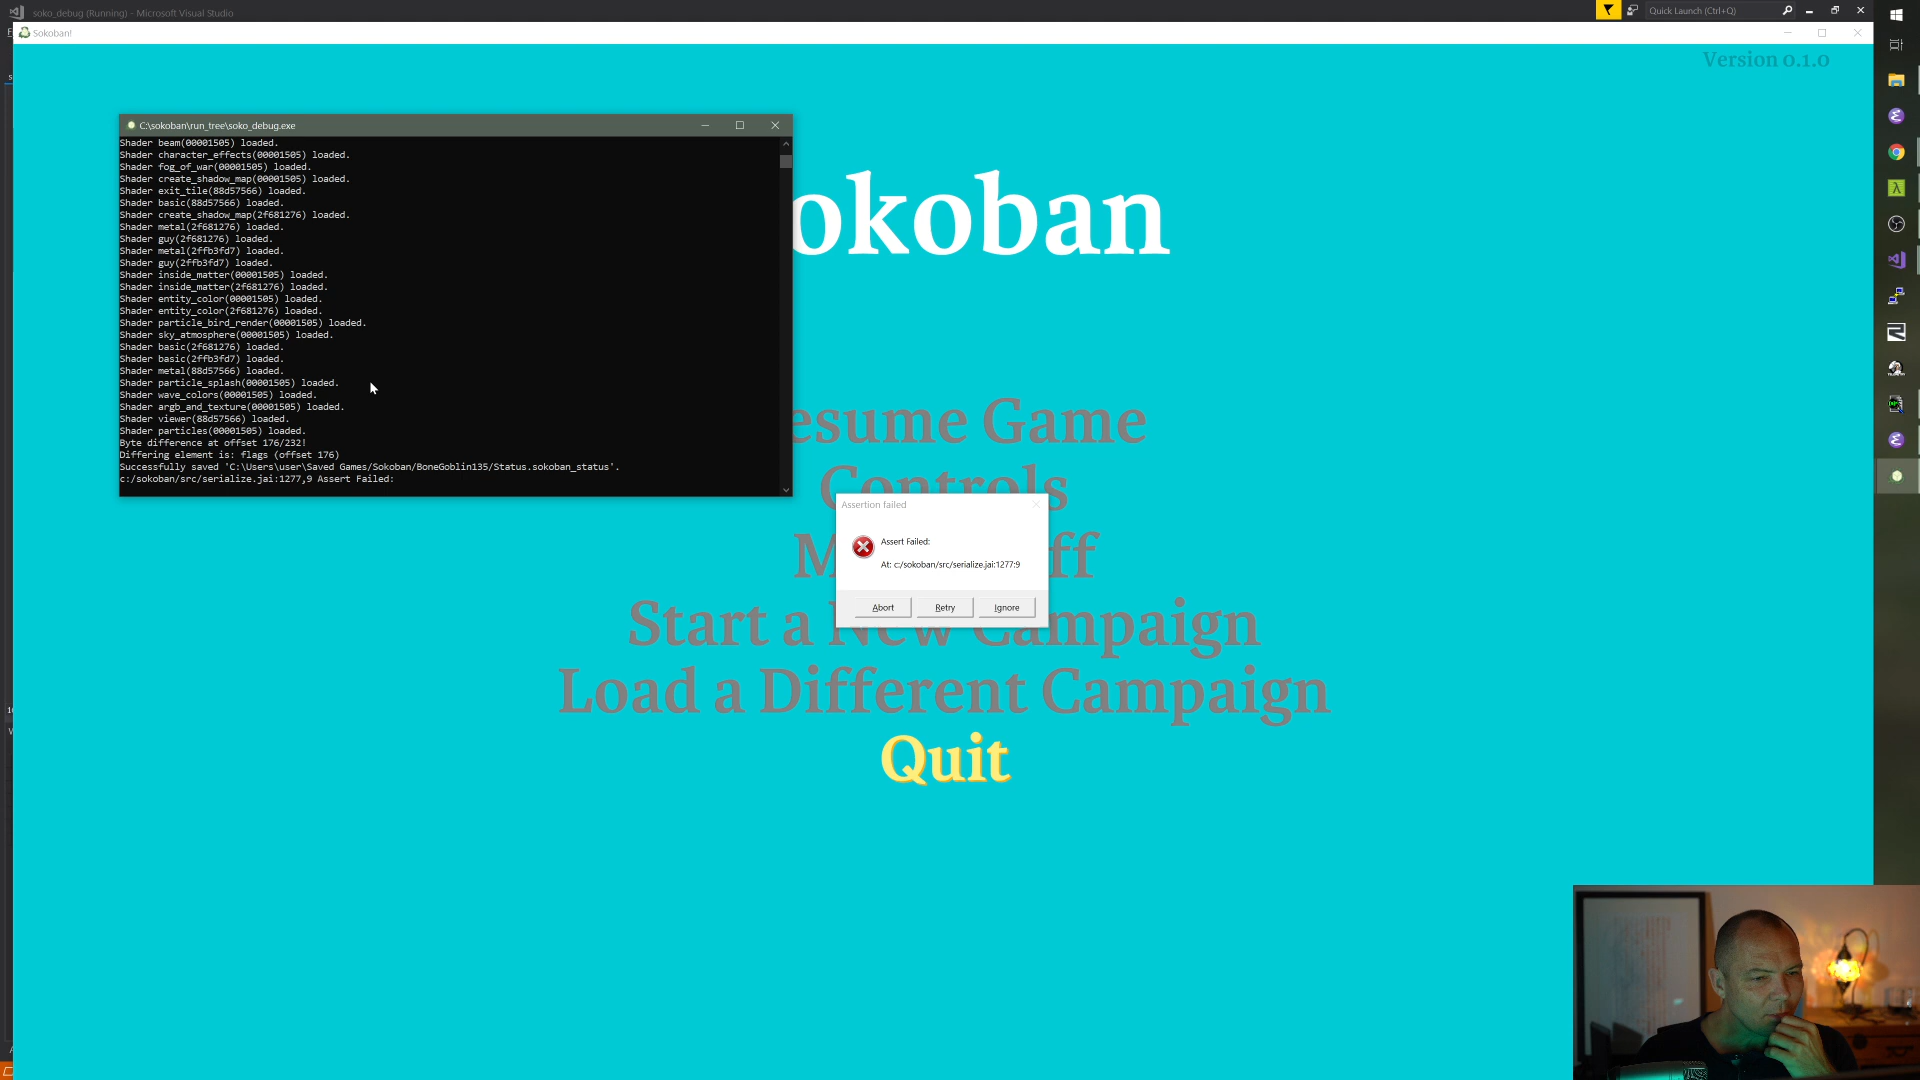 soko_debug (Running) - Microsoft Visual Studio
Quick Launch (Ctrl+Q)
Sokoban!
Version 0.1.0
C:\sokoban\run_tree\soko_debug.exe
Shader beam(00001505) loaded.
Shader character_effects(00001505) loaded.
Shader fog_of_war(00001505) loaded.
Shader create_shadow_map(00001505) loaded.
Shader exit_tile(88d57566) loaded.
Shader basic(88d57566) loaded.
Shader create_shadow_map(2f681276) loaded.
Shader metal(2f681276) loaded.
Shader guy(2f681276) loaded.
Shader metal(2ffb3fd7) loaded.
Shader guy(2ffb3fd7) loaded.
Shader inside_matter(00001505) loaded.
Shader inside_matter(2f681276) loaded.
Shader entity_color(00001505) loaded.
Shader entity_color(2f681276) loaded.
Shader particle_bird_render(00001505) loaded.
Shader sky_atmosphere(00001505) loaded.
Shader basic(2f681276) loaded.
Shader basic(2ffb3fd7) loaded.
Shader metal(88d57566) loaded.
Shader particle_splash(00001505) loaded.
Shader wave_colors(00001505) loaded.
Shader argb_and_texture(00001505) loaded.
Shader viewer(88d57566) loaded.
Shader particles(00001505) loaded.
Byte difference at offset 176/232!
Differing element is: flags (offset 176)
Successfully saved 'C:\Users\user\Saved Games/Sokoban/BoneGoblin135/Status.sokoban_status'.
c:/sokoban/src/serialize.jai:1277,9 Assert Failed:
okoban
esume Game
Controls
M ff
Start a New Campaign
Load a Different Campaign
Quit
Assertion failed
Assert Failed:
At: c:/sokoban/src/serialize.jai:1277:9
Abort Retry Ignore